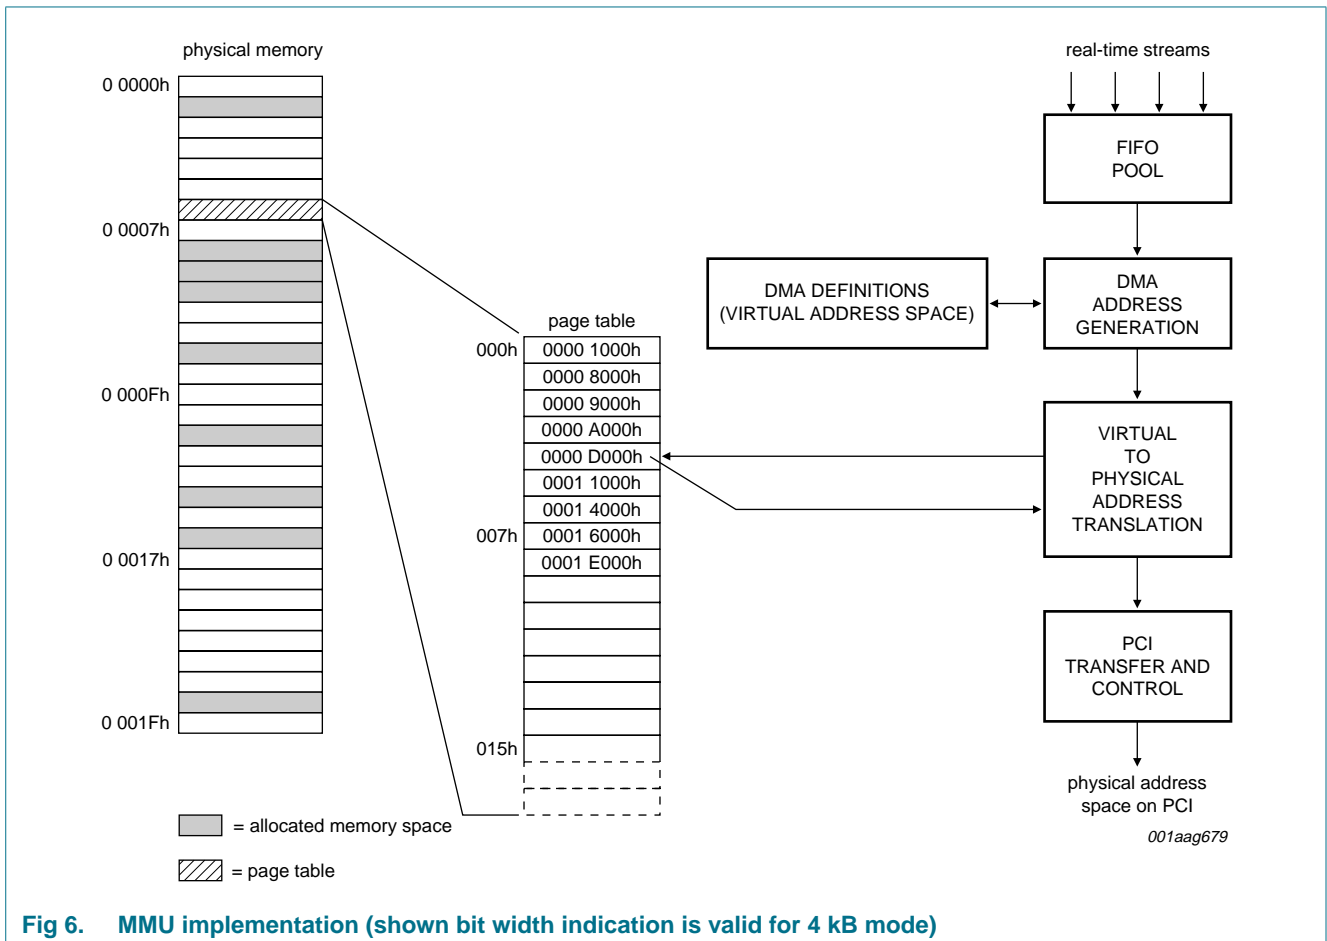 physical memory
0 0000h
0 0007h
0 000Fh
0 0017h
0 001Fh
= allocated memory space
= page table
page table
000h
0000 1000h
0000 8000h
0000 9000h
0000 A000h
0000 D000h
0001 1000h
0001 4000h
007h
0001 6000h
0001 E000h
015h
DMA DEFINITIONS
(VIRTUAL ADDRESS SPACE)
real-time streams
FIFO
POOL
DMA
ADDRESS
GENERATION
VIRTUAL
TO
PHYSICAL
ADDRESS
TRANSLATION
PCI
TRANSFER AND
CONTROL
physical address
space on PCI
001aag679
Fig 6. MMU implementation (shown bit width indication is valid for 4 kB mode)